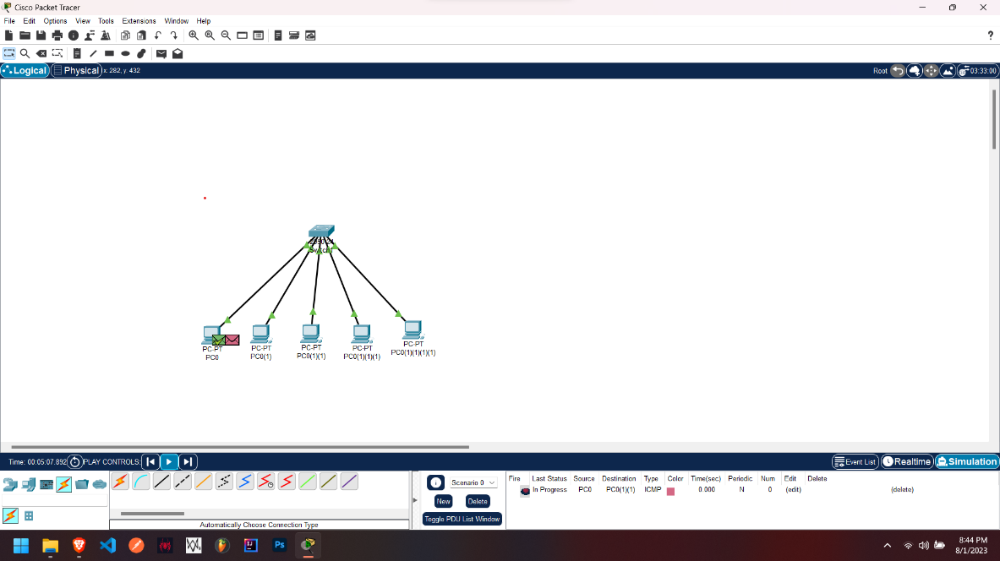 Cisco Packet Tracer
File Edit Options View Tools Extensions Window Help
?
Logical Physical x: 282, y: 432 Root 03:33:00
Switch1
PC-PT
PC0
PC-PT
PC0(1)
PC-PT
PC0(1)(1)
PC-PT
PC0(1)(1)(1)
PC-PT
PC0(1)(1)(1)(1)
Time: 00:05:07.892 PLAY CONTROLS: Event List Realtime Simulation
Scenario 0
New Delete
Toggle PDU List Window
Fire Last Status Source Destination Type Color Time(sec) Periodic Num Edit Delete
In Progress PC0 PC0(1)(1) ICMP 0.000 N 0 (edit) (delete)
Automatically Choose Connection Type
Ps
8:44 PM
8/1/2023